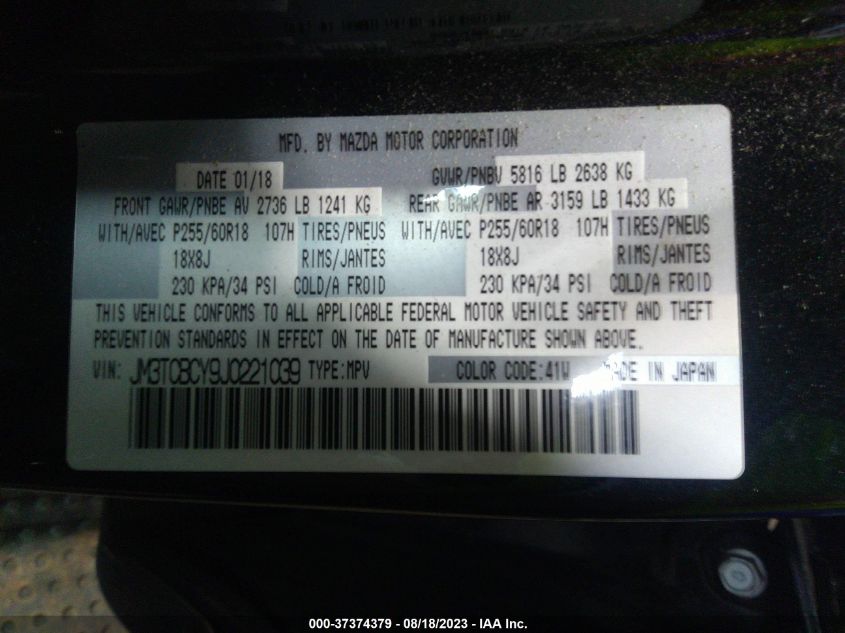 MFD. BY MAZDA MOTOR CORPORATION
DATE 01/18 GVWR/PNBV 5816 LB 2638 KG
FRONT GAWR/PNBE AV 2736 LB 1241 KG REAR GAWR/PNBE AR 3159 LB 1433 KG
WITH/AVEC P255/60R18 107H TIRES/PNEUS WITH/AVEC P255/60R18 107H TIRES/PNEUS
18X8J RIMS/JANTES 18X8J RIMS/JANTES
230 KPA/34 PSI COLD/A FROID 230 KPA/34 PSI COLD/A FROID
THIS VEHICLE CONFORMS TO ALL APPLICABLE FEDERAL MOTOR VEHICLE SAFETY AND THEFT
PREVENTION STANDARDS IN EFFECT ON THE DATE OF MANUFACTURE SHOWN ABOVE.
VIN: JM3TCBCY9J0221039 TYPE:MPV COLOR CODE:41W MADE IN JAPAN
000-37374379 - 08/18/2023 - IAA Inc.